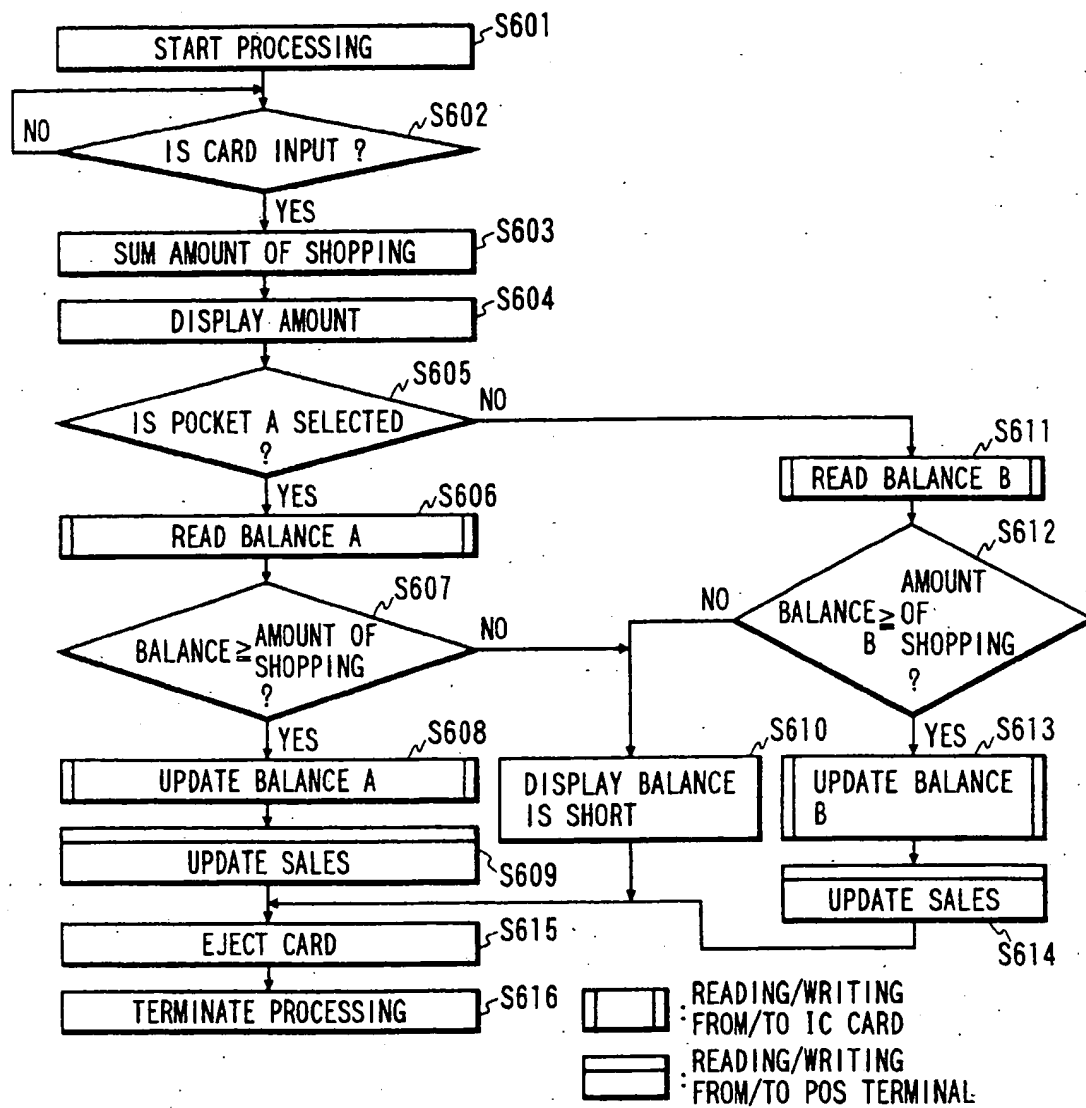 START PROCESSING
S601
NO
IS CARD INPUT ?
S602
YES
SUM AMOUNT OF SHOPPING
S603
DISPLAY AMOUNT
S604
IS POCKET A SELECTED
?
S605
NO
YES
READ BALANCE A
S606
BALANCE ≧ AMOUNT OF
SHOPPING
?
S607
NO
YES
UPDATE BALANCE A
S608
UPDATE SALES
S609
DISPLAY BALANCE
IS SHORT
S610
READ BALANCE B
S611
BALANCE
B
≧
AMOUNT
OF
SHOPPING
?
S612
NO
YES
UPDATE BALANCE
B
S613
UPDATE SALES
S614
EJECT CARD
S615
TERMINATE PROCESSING
S616
: READING/WRITING
FROM/TO IC CARD
: READING/WRITING
FROM/TO POS TERMINAL